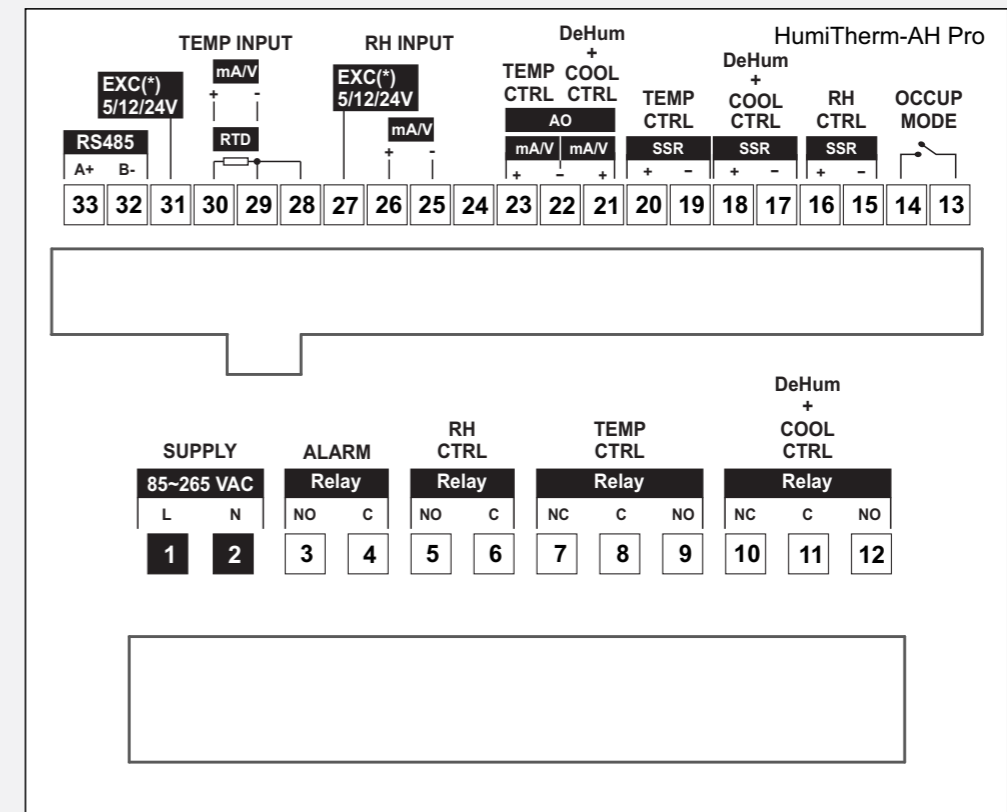 HumiTherm-AH Pro
TEMP INPUT
RH INPUT
DeHum
+
TEMP COOL
CTRL CTRL
TEMP
CTRL
DeHum
+
COOL
CTRL
RH
CTRL
OCCUP
MODE
EXC(*)
5/12/24V
mA/V
+ -
RTD
EXC(*)
5/12/24V
mA/V
+ -
RS485
A+ B-
AO
mA/V mA/V
+ – +
SSR
+ –
SSR
+ –
SSR
+ –
33 32 31 30 29 28 27 26 25 24 23 22 21 20 19 18 17 16 15 14 13
SUPPLY
85~265 VAC
L N
ALARM
Relay
NO C
RH
CTRL
Relay
NO C
TEMP
CTRL
Relay
NC C NO
DeHum
+
COOL
CTRL
Relay
NC C NO
1 2 3 4 5 6 7 8 9 10 11 12